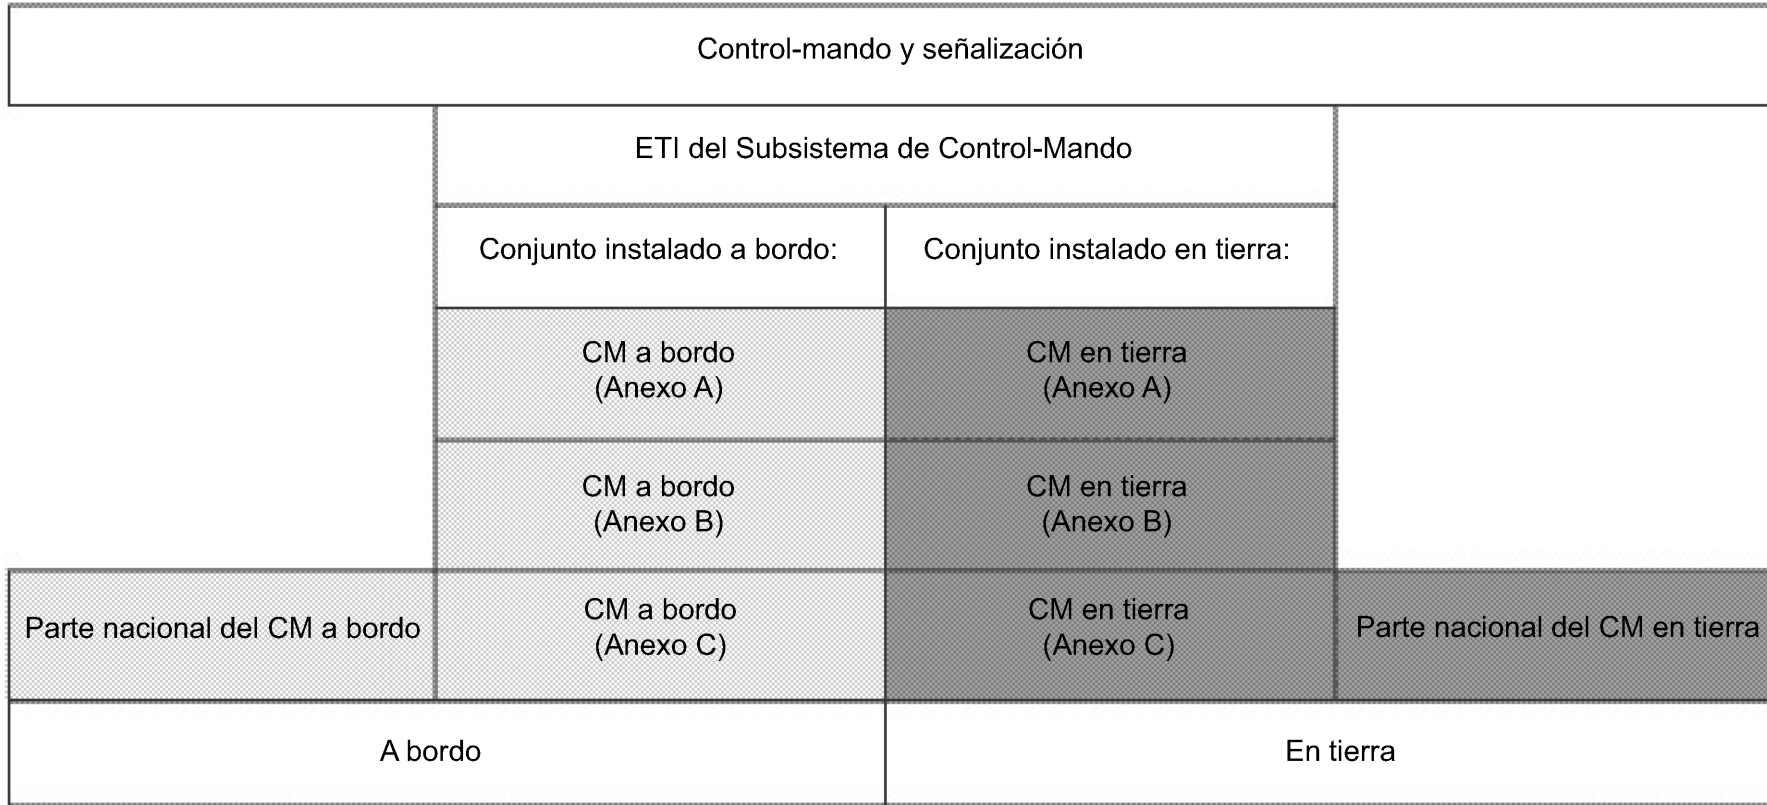 Control-mando y señalización
ETI del Subsistema de Control-Mando
Conjunto instalado a bordo:
Conjunto instalado en tierra:
CM a bordo
(Anexo A)
CM en tierra
(Anexo A)
CM a bordo
(Anexo B)
CM en tierra
(Anexo B)
Parte nacional del CM a bordo
CM a bordo
(Anexo C)
CM en tierra
(Anexo C)
Parte nacional del CM en tierra
A bordo
En tierra